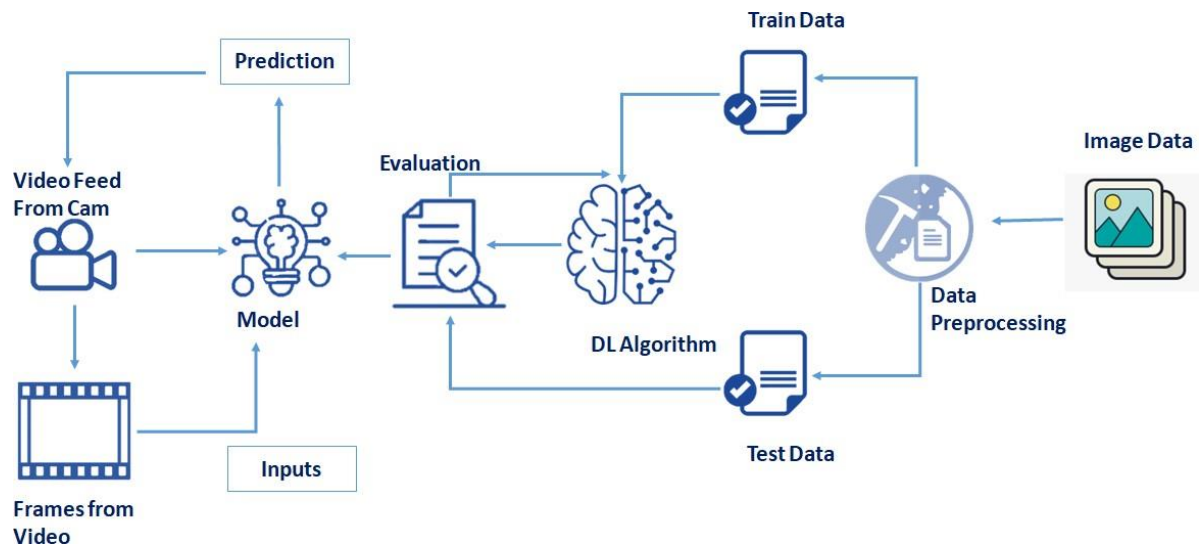 Train Data
Prediction
Image Data
Evaluation
Video Feed
From Cam
Data
Preprocessing
Model
DL Algorithm
Test Data
Inputs
Frames from
Video